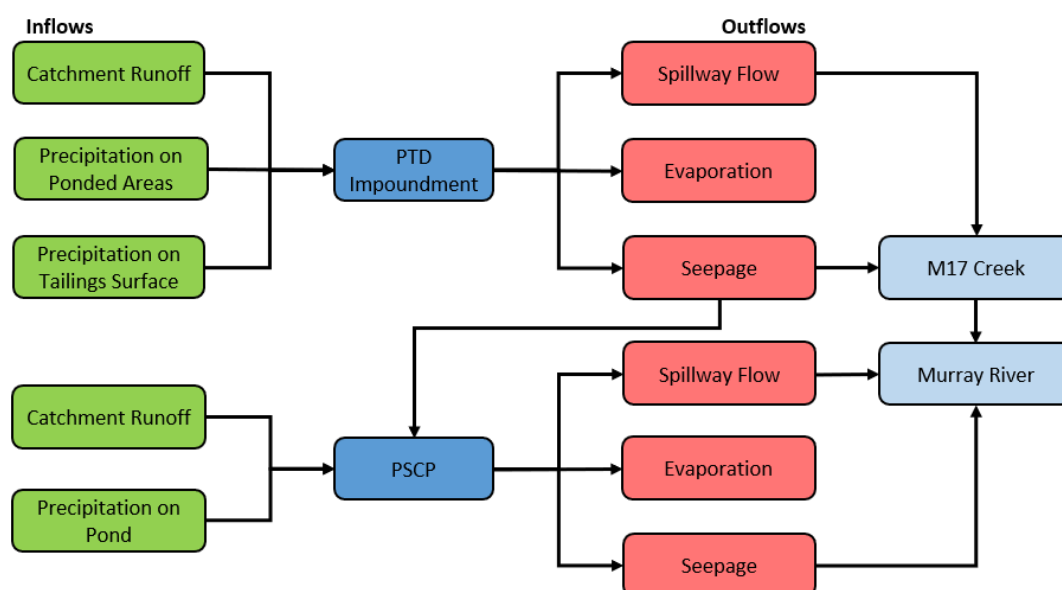 Inflows
Outflows
Catchment Runoff
Spillway Flow
Precipitation on
Ponded Areas
PTD
Impoundment
Evaporation
Precipitation on
Tailings Surface
Seepage
M17 Creek
Catchment Runoff
Spillway Flow
Murray River
PSCP
Evaporation
Precipitation on
Pond
Seepage